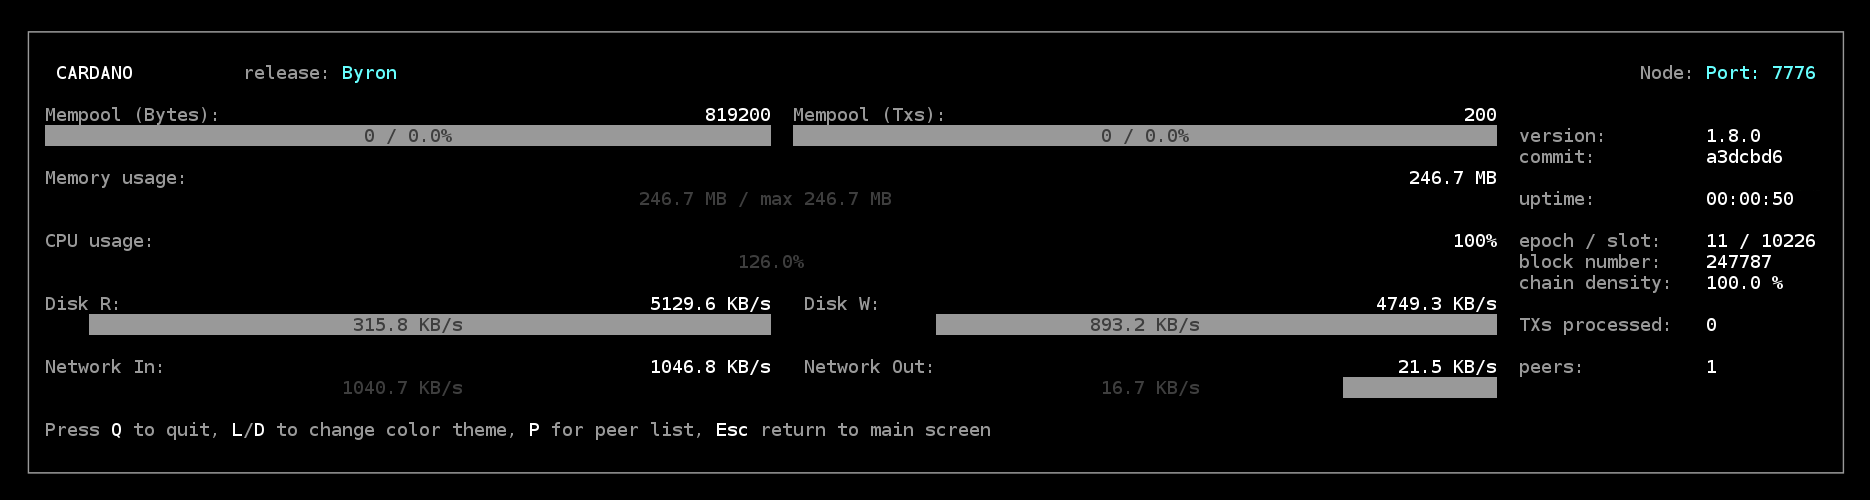 CARDANO release: Byron Node: Port: 7776
Mempool (Bytes): 819200 Mempool (Txs): 200
0 / 0.0% 0 / 0.0% version: 1.8.0
commit: a3dcbd6
Memory usage: 246.7 MB
246.7 MB / max 246.7 MB uptime: 00:00:50
CPU usage: 100% epoch / slot: 11 / 10226
126.0% block number: 247787
chain density: 100.0 %
Disk R: 5129.6 KB/s Disk W: 4749.3 KB/s
315.8 KB/s 893.2 KB/s TXs processed: 0
Network In: 1046.8 KB/s Network Out: 21.5 KB/s peers: 1
1040.7 KB/s 16.7 KB/s
Press Q to quit, L/D to change color theme, P for peer list, Esc return to main screen